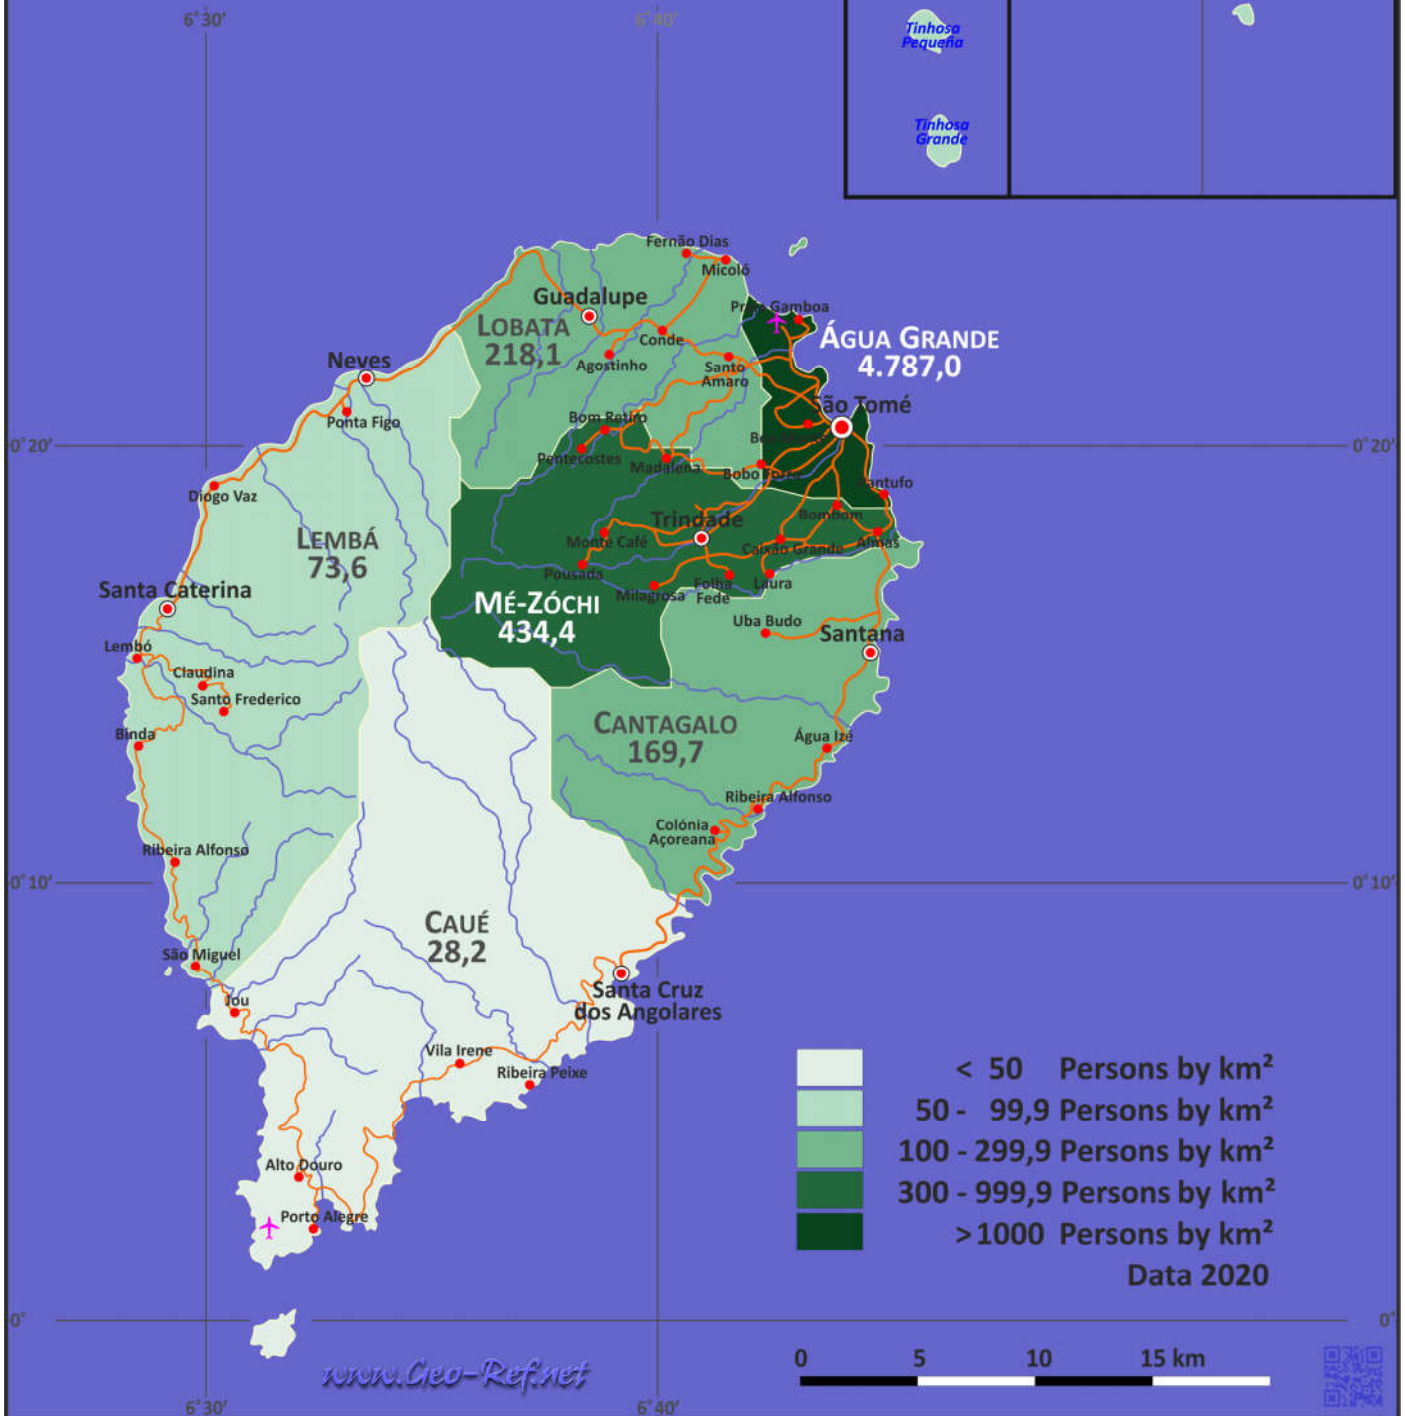 6°30'
6°40'
Tinhosa
Pequeña
Tinhosa
Grande
Fernão Dias
Micoló
Guadalupe
Praia Gamboa
LOBATA
218,1
Conde
ÁGUA GRANDE
4.787,0
Neves
Agostinho
Santo
Amaro
São Tomé
Ponta Figo
Bom Retiro
0°20'
0°20'
Pentecostes
Madalena
Bobo Forro
Pantufo
Diogo Vaz
Bombom
LEMBÁ
73,6
Trindade
Monte Café
Caixão Grande
Almas
Pousada
Santa Caterina
Milagrosa
Folha
Fede
Laura
MÉ-ZÓCHI
434,4
Uba Budo
Santana
Lembó
Claudina
Santo Frederico
CANTAGALO
169,7
Binda
Água Izé
Ribeira Alfonso
Colónia
Açoreana
Ribeira Alfonso
0°10'
0°10'
CAUÉ
28,2
São Miguel
Jou
Santa Cruz
dos Angolares
Vila Irene
Ribeira Peixe
< 50 Persons by km²
50 - 99,9 Persons by km²
100 - 299,9 Persons by km²
300 - 999,9 Persons by km²
>1000 Persons by km²
Data 2020
Alto Douro
Porto Alegre
0°
0°
www.Geo-Ref.net
0 5 10 15 km
6°30'
6°40'